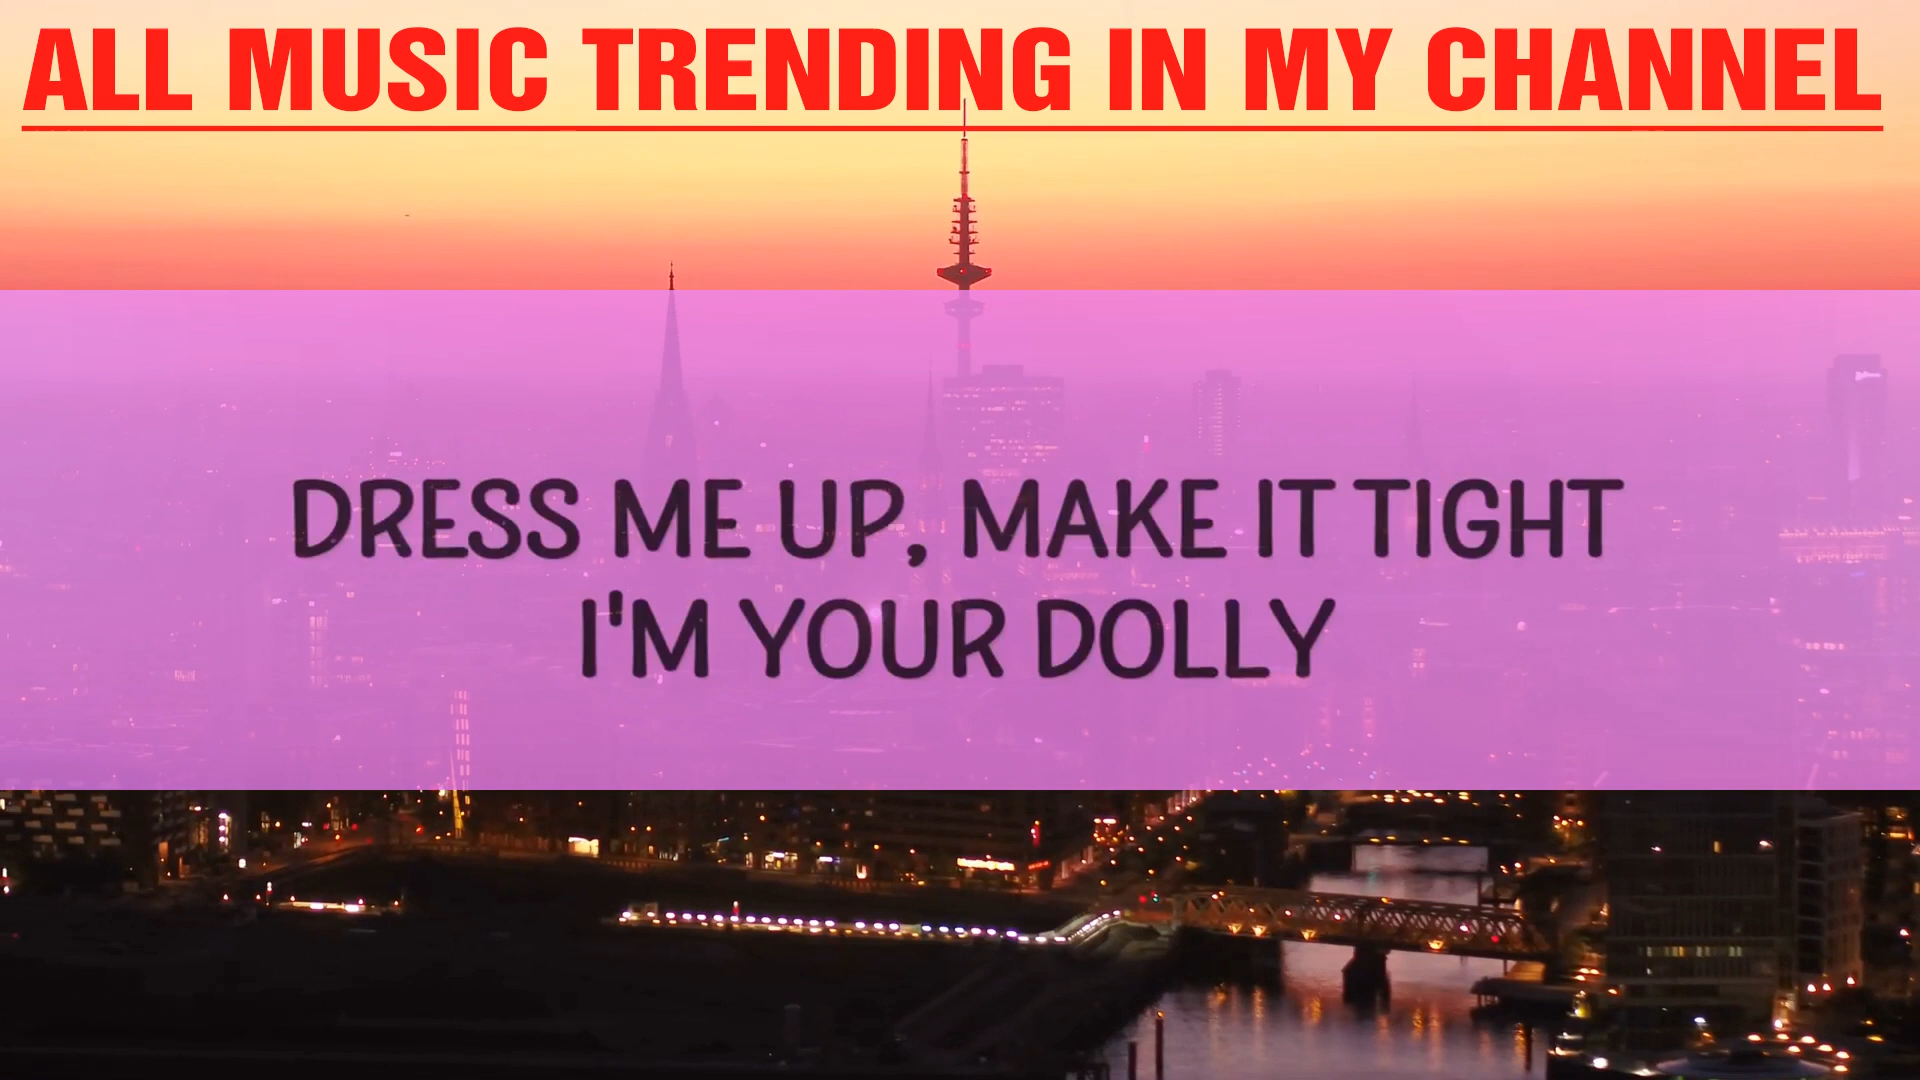 ALL MUSIC TRENDING IN MY CHANNEL
DRESS ME UP, MAKE IT TIGHT
I'M YOUR DOLLY